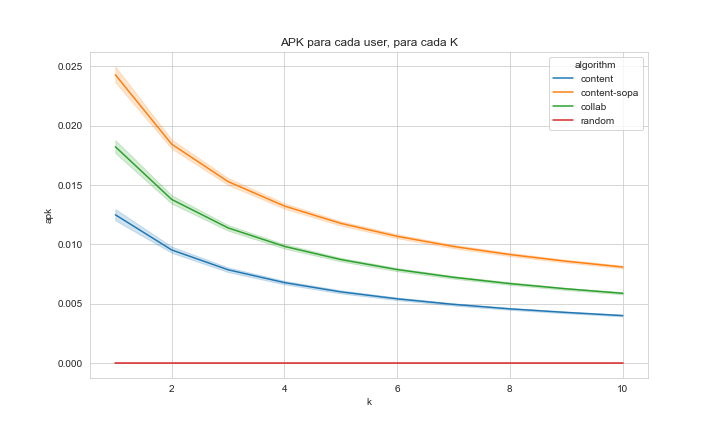 APK para cada user, para cada K
algorithm
content
content-sopa
collab
random
0.025
0.020
0.015
0.010
0.005
0.000
apk
2 4 6 8 10
k